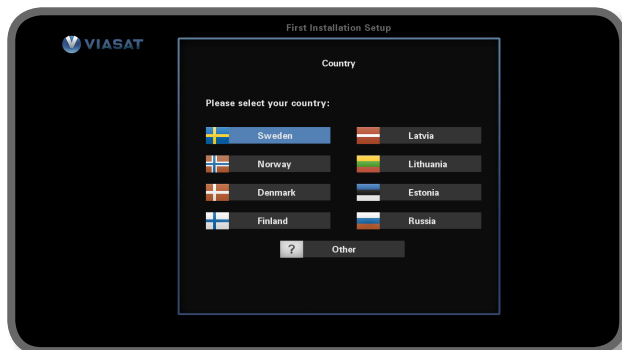 First Installation Setup
VIASAT
Country
Please select your country:
Sweden
Latvia
Norway
Lithuania
Denmark
Estonia
Finland
Russia
? Other